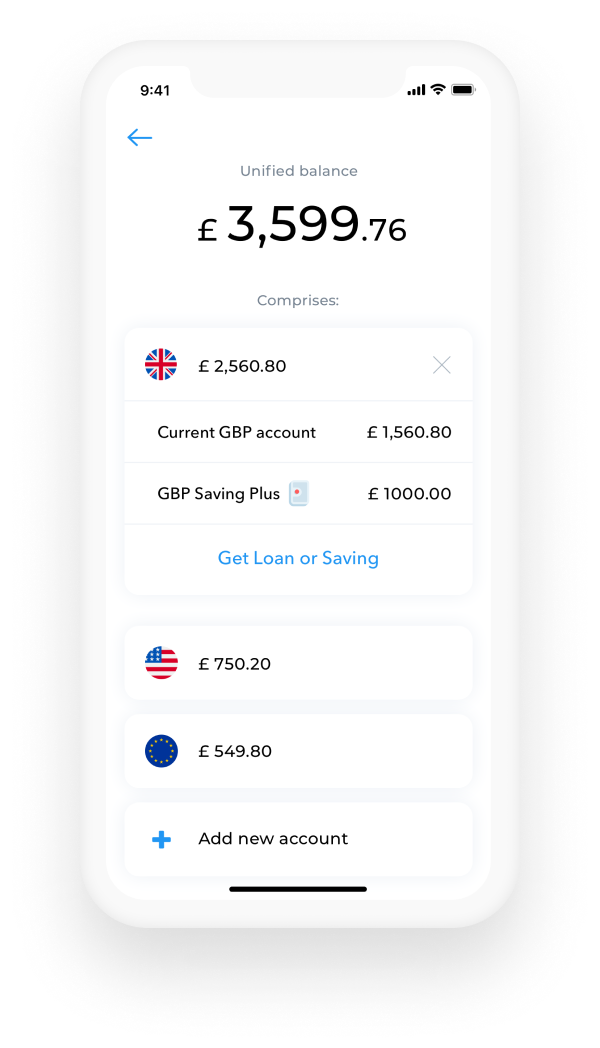 9:41
Unified balance
£ 3,599.76
Comprises:
£ 2,560.80
Current GBP account £ 1,560.80
GBP Saving Plus £ 1000.00
Get Loan or Saving
£ 750.20
£ 549.80
Add new account